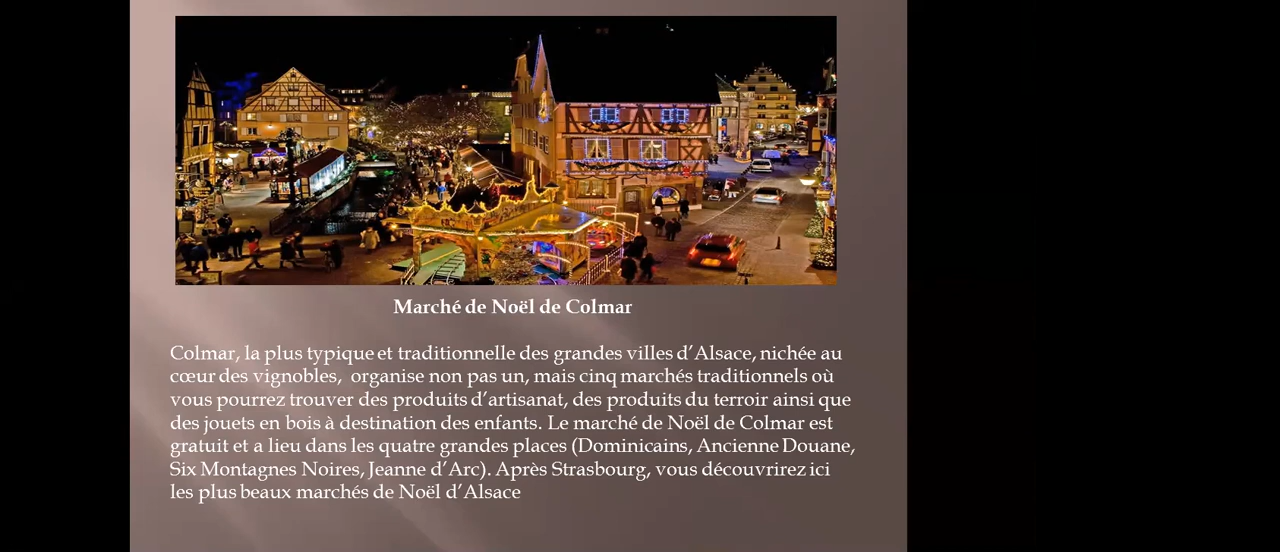 Marché de Noël de Colmar
Colmar, la plus typique et traditionnelle des grandes villes d’Alsace, nichée au
cœur des vignobles, organise non pas un, mais cinq marchés traditionnels où
vous pourrez trouver des produits d’artisanat, des produits du terroir ainsi que
des jouets en bois à destination des enfants. Le marché de Noël de Colmar est
gratuit et a lieu dans les quatre grandes places (Dominicains, Ancienne Douane,
Six Montagnes Noires, Jeanne d’Arc). Après Strasbourg, vous découvrirez ici
les plus beaux marchés de Noël d’Alsace